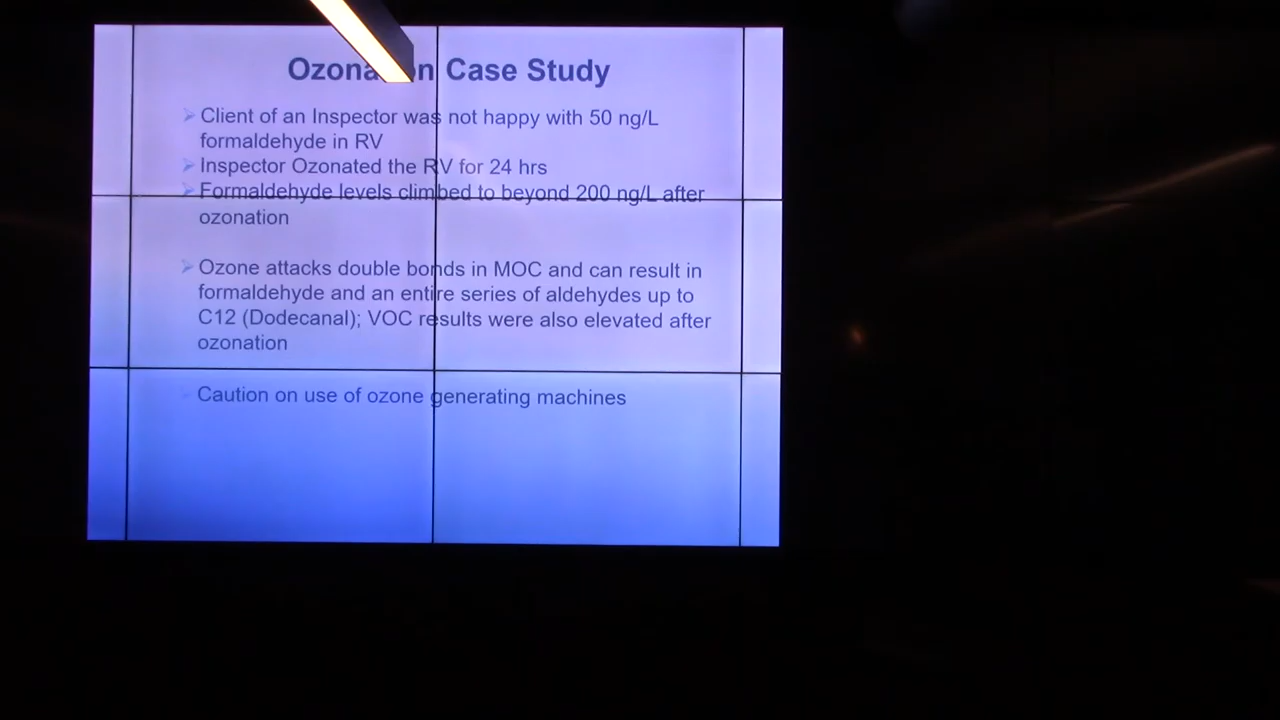 Ozonation Case Study
Client of an Inspector was not happy with 50 ng/L
formaldehyde in RV
Inspector Ozonated the RV for 24 hrs
Formaldehyde levels climbed to beyond 200 ng/L after
ozonation
Ozone attacks double bonds in MOC and can result in
formaldehyde and an entire series of aldehydes up to
C12 (Dodecanal); VOC results were also elevated after
ozonation
Caution on use of ozone generating machines